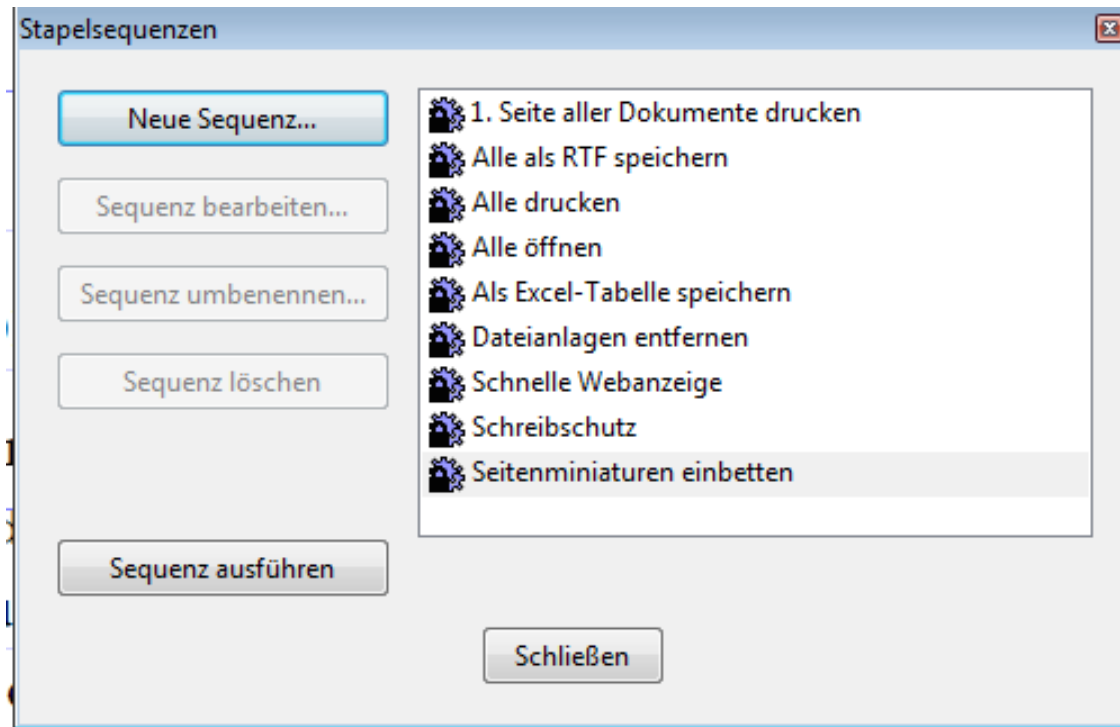 Stapelsequenzen
Neue Sequenz...
Sequenz bearbeiten...
Sequenz umbenennen...
Sequenz löschen
Sequenz ausführen
1. Seite aller Dokumente drucken
Alle als RTF speichern
Alle drucken
Alle öffnen
Als Excel-Tabelle speichern
Dateianlagen entfernen
Schnelle Webanzeige
Schreibschutz
Seitenminiaturen einbetten
Schließen